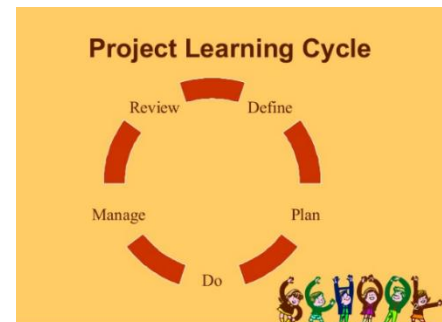 Project Learning Cycle
Review Define
Manage Plan
Do
SCHOOL